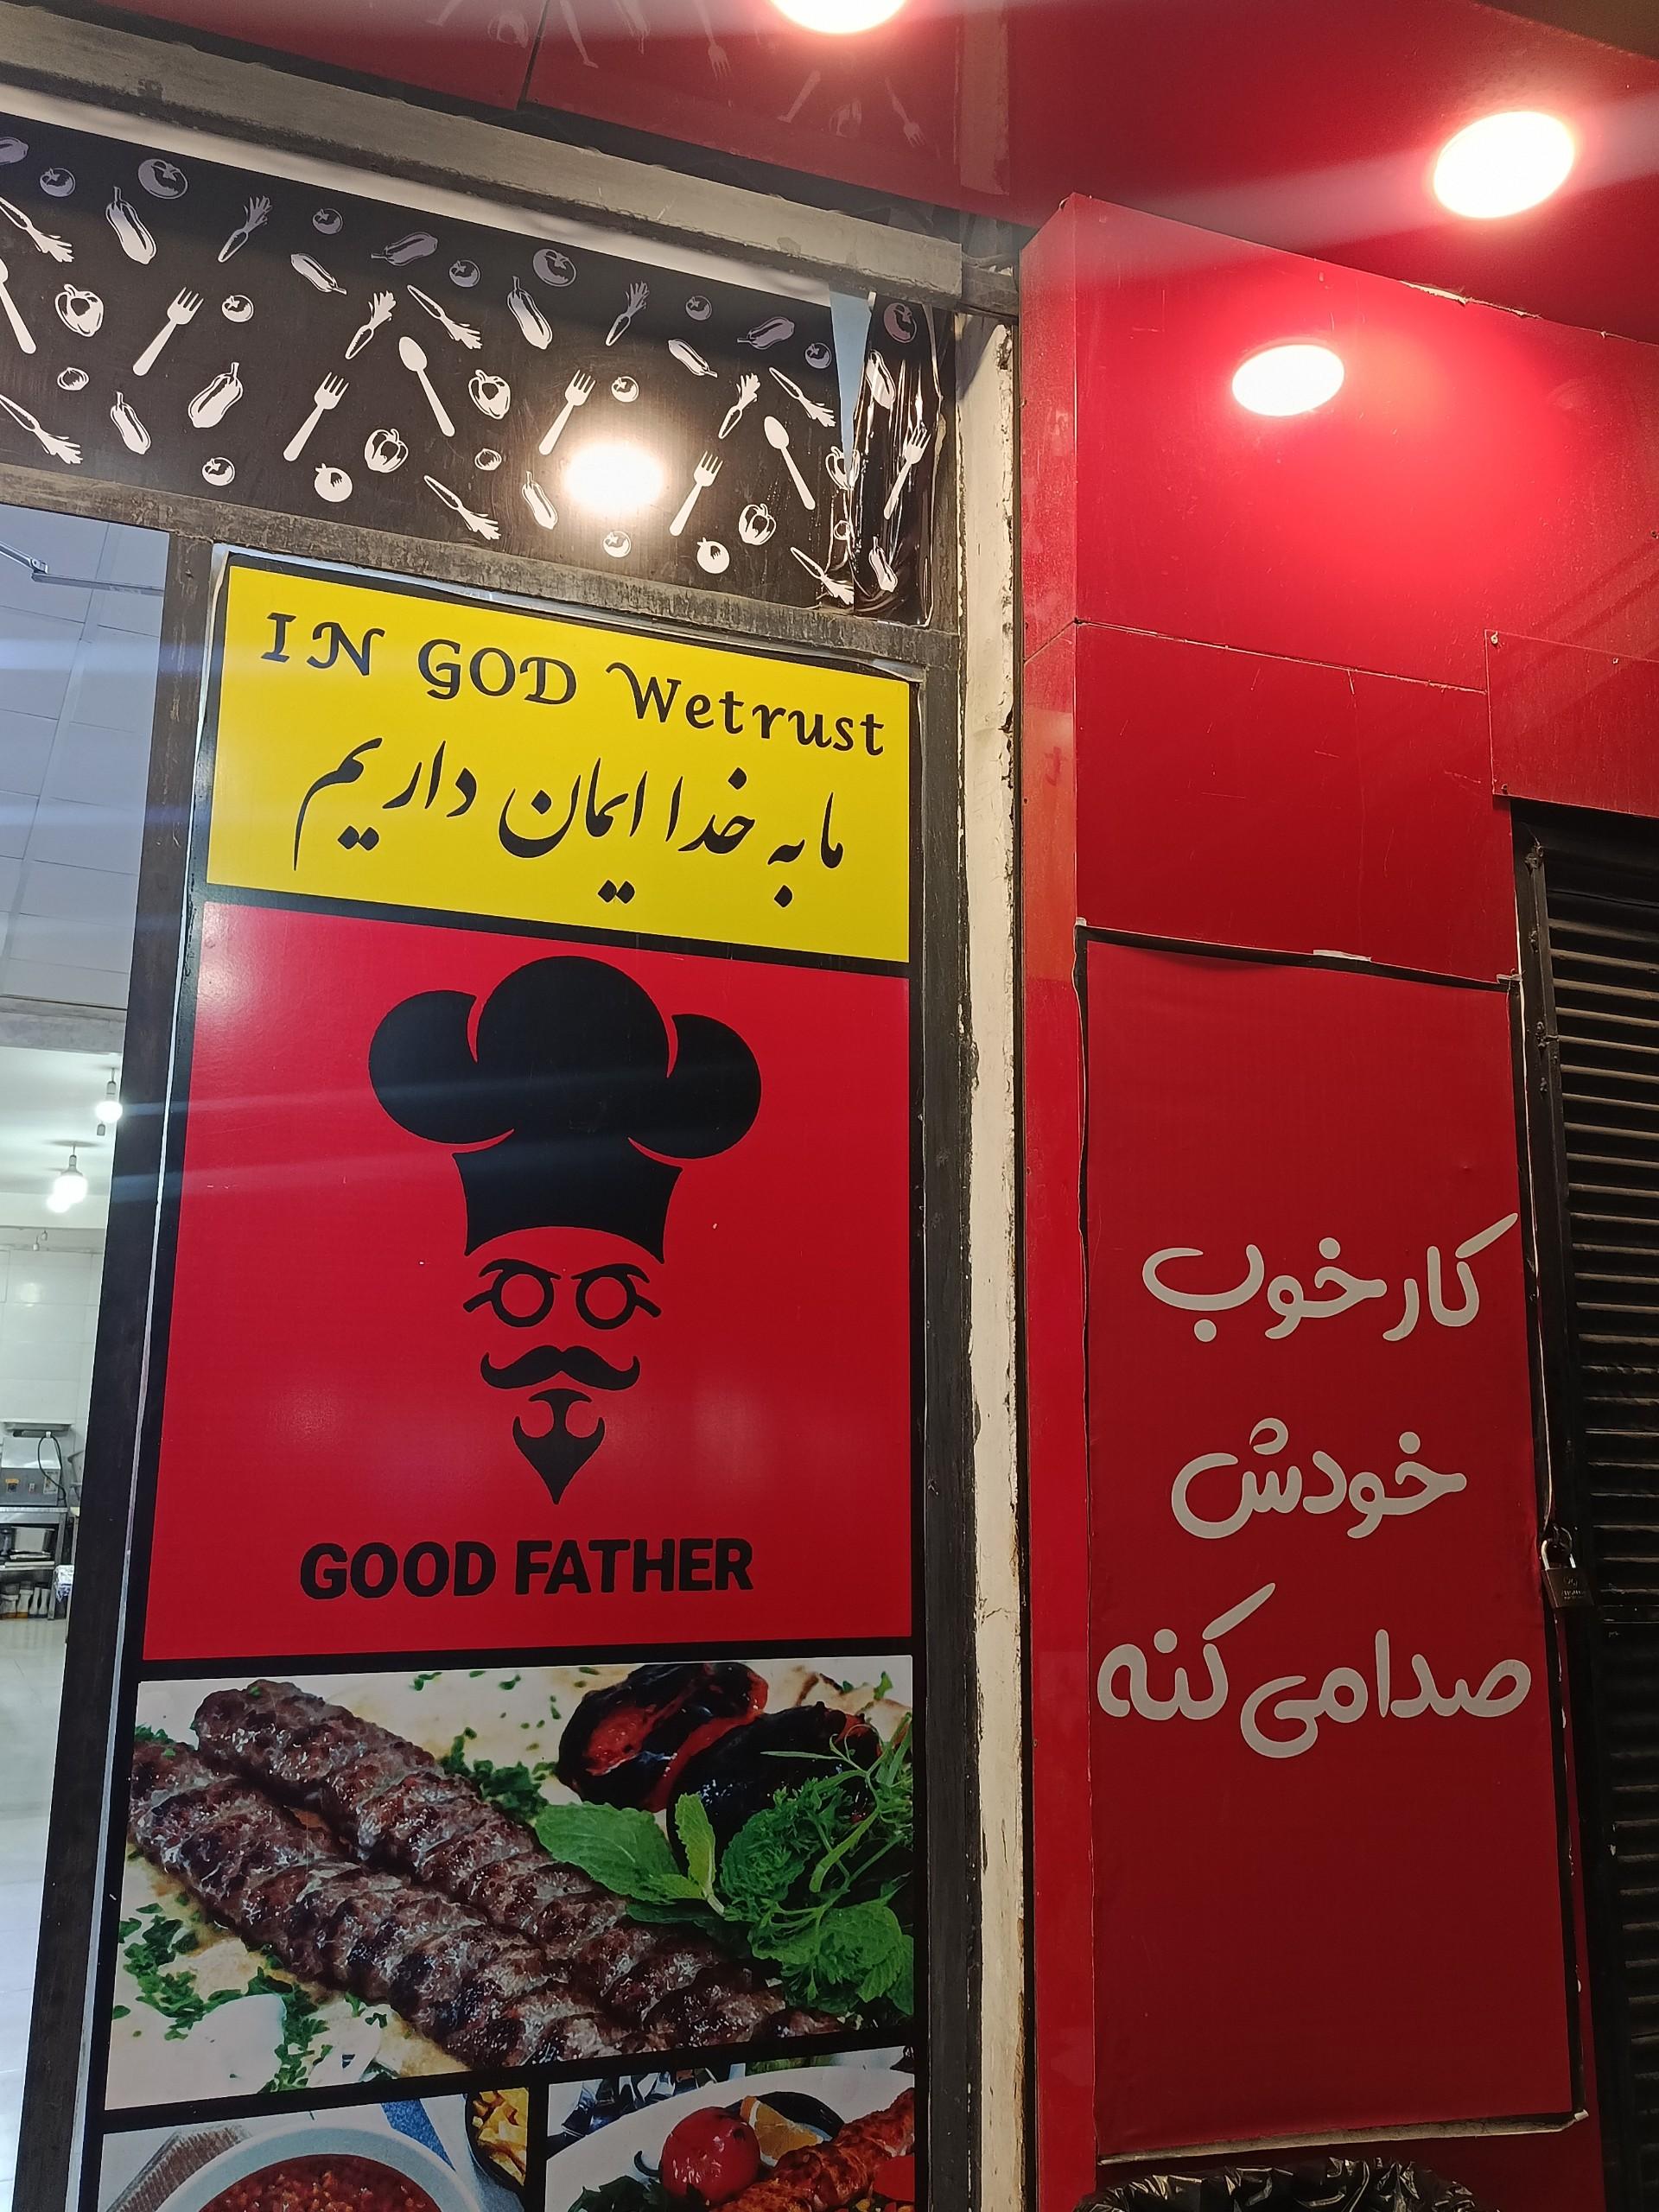 IN GOD Wetrust
ما به خدا ایمان داریم
GOOD FATHER
کار خوب
خودش
صدا می کنه